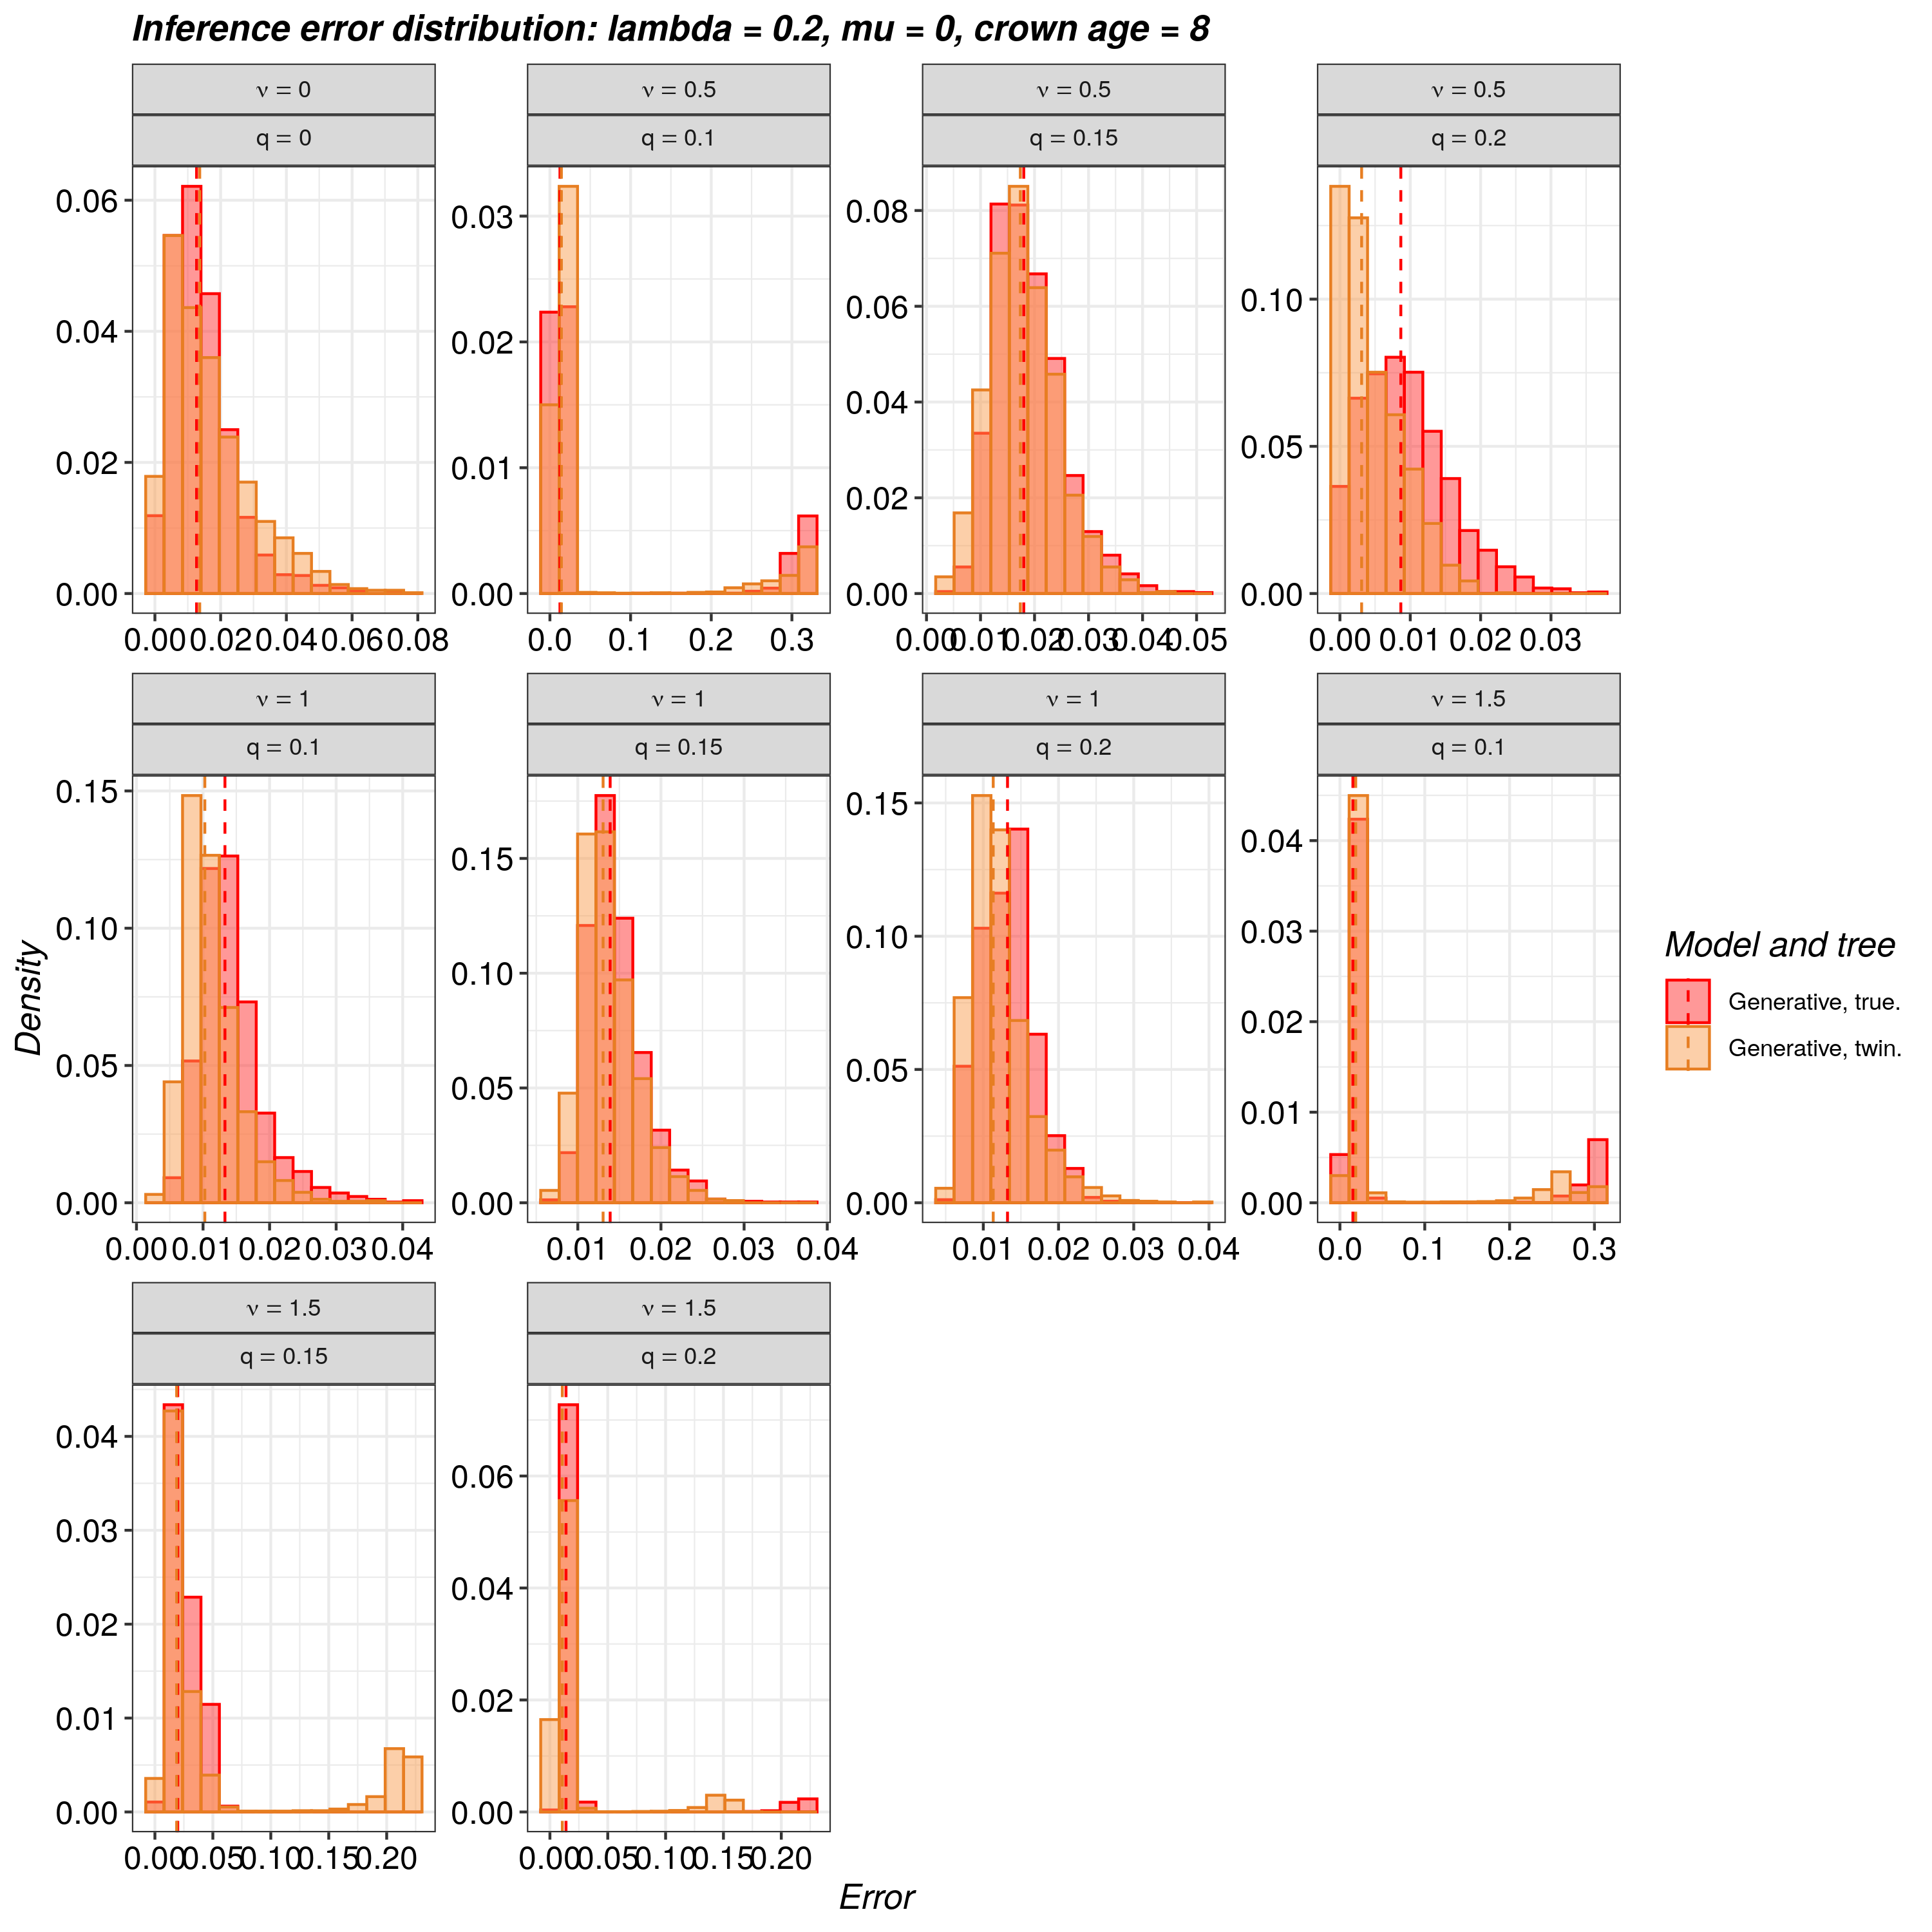 Inference error distribution: lambda = 0.2, mu = 0, crown age = 8
ν = 0
ν = 0.5
ν = 0.5
ν = 0.5
q = 0
q = 0.1
q = 0.15
q = 0.2
0.06
0.04
0.02
0.00
0.03
0.02
0.01
0.00
0.08
0.06
0.04
0.02
0.00
0.10
0.05
0.00
0.00 0.02 0.04 0.06 0.08
0.0 0.1 0.2 0.3
0.00 0.01 0.02 0.03 0.04 0.05
0.00 0.01 0.02 0.03
ν = 1
ν = 1
ν = 1
ν = 1.5
q = 0.1
q = 0.15
q = 0.2
q = 0.1
0.15
0.10
0.05
0.00
0.15
0.10
0.05
0.00
0.15
0.10
0.05
0.00
0.04
0.03
0.02
0.01
0.00
0.00 0.01 0.02 0.03 0.04
0.01 0.02 0.03 0.04
0.01 0.02 0.03 0.04
0.0 0.1 0.2 0.3
ν = 1.5
ν = 1.5
q = 0.15
q = 0.2
0.04
0.03
0.02
0.01
0.00
0.06
0.04
0.02
0.00
0.00 0.05 0.10 0.15 0.20
0.00 0.05 0.10 0.15 0.20
Density
Error
Model and tree
Generative, true.
Generative, twin.